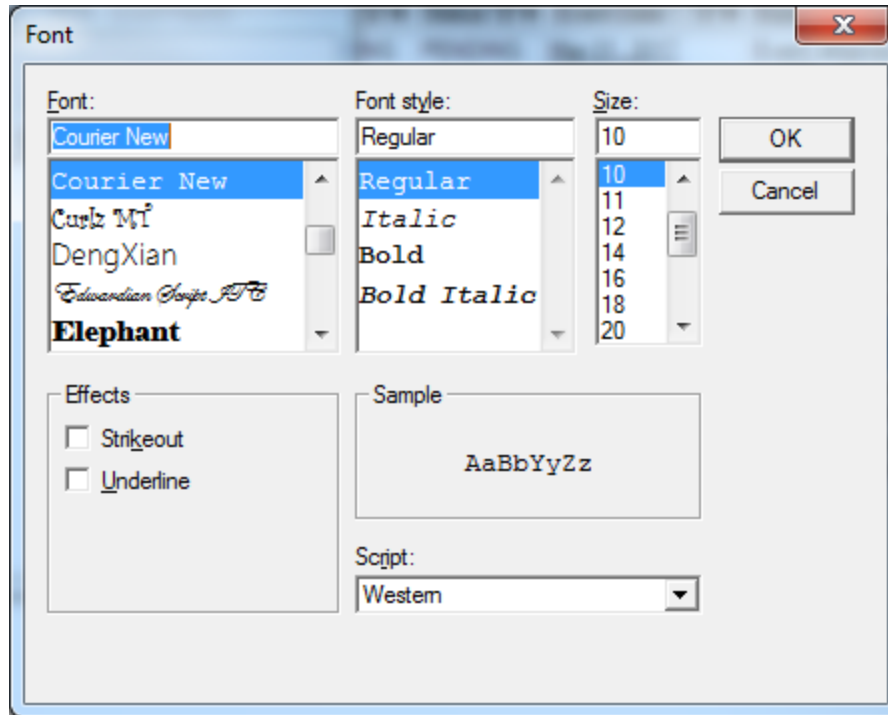 Font
Font:
Courier New
Courier New
Curlz MT
DengXian
Edwardian Script ITC
Elephant
Font style:
Regular
Regular
Italic
Bold
Bold Italic
Size:
10
10
11
12
14
16
18
20
OK
Cancel
Effects
Strikeout
Underline
Sample
AaBbYyZz
Script:
Western